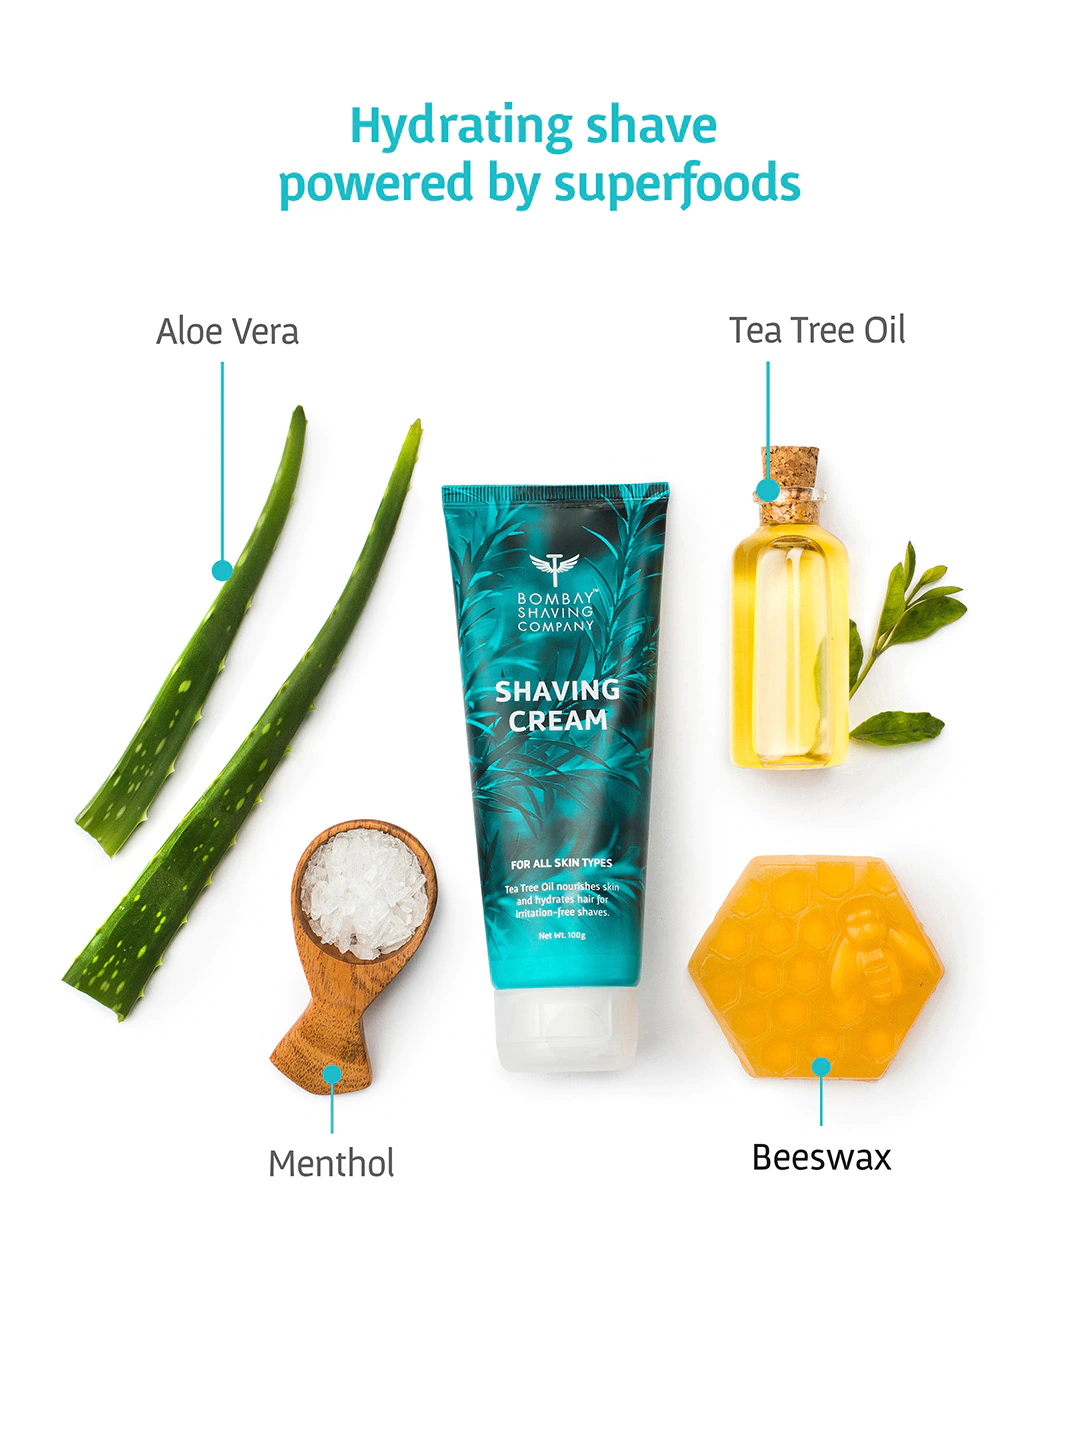 Hydrating shave
powered by superfoods
Aloe Vera
Tea Tree Oil
BOMBAY™
SHAVING
COMPANY
SHAVING
CREAM
FOR ALL SKIN TYPES
Tea Tree Oil nourishes skin
and hydrates hair for
irritation-free shaves.
Net Wt. 100g
Menthol
Beeswax